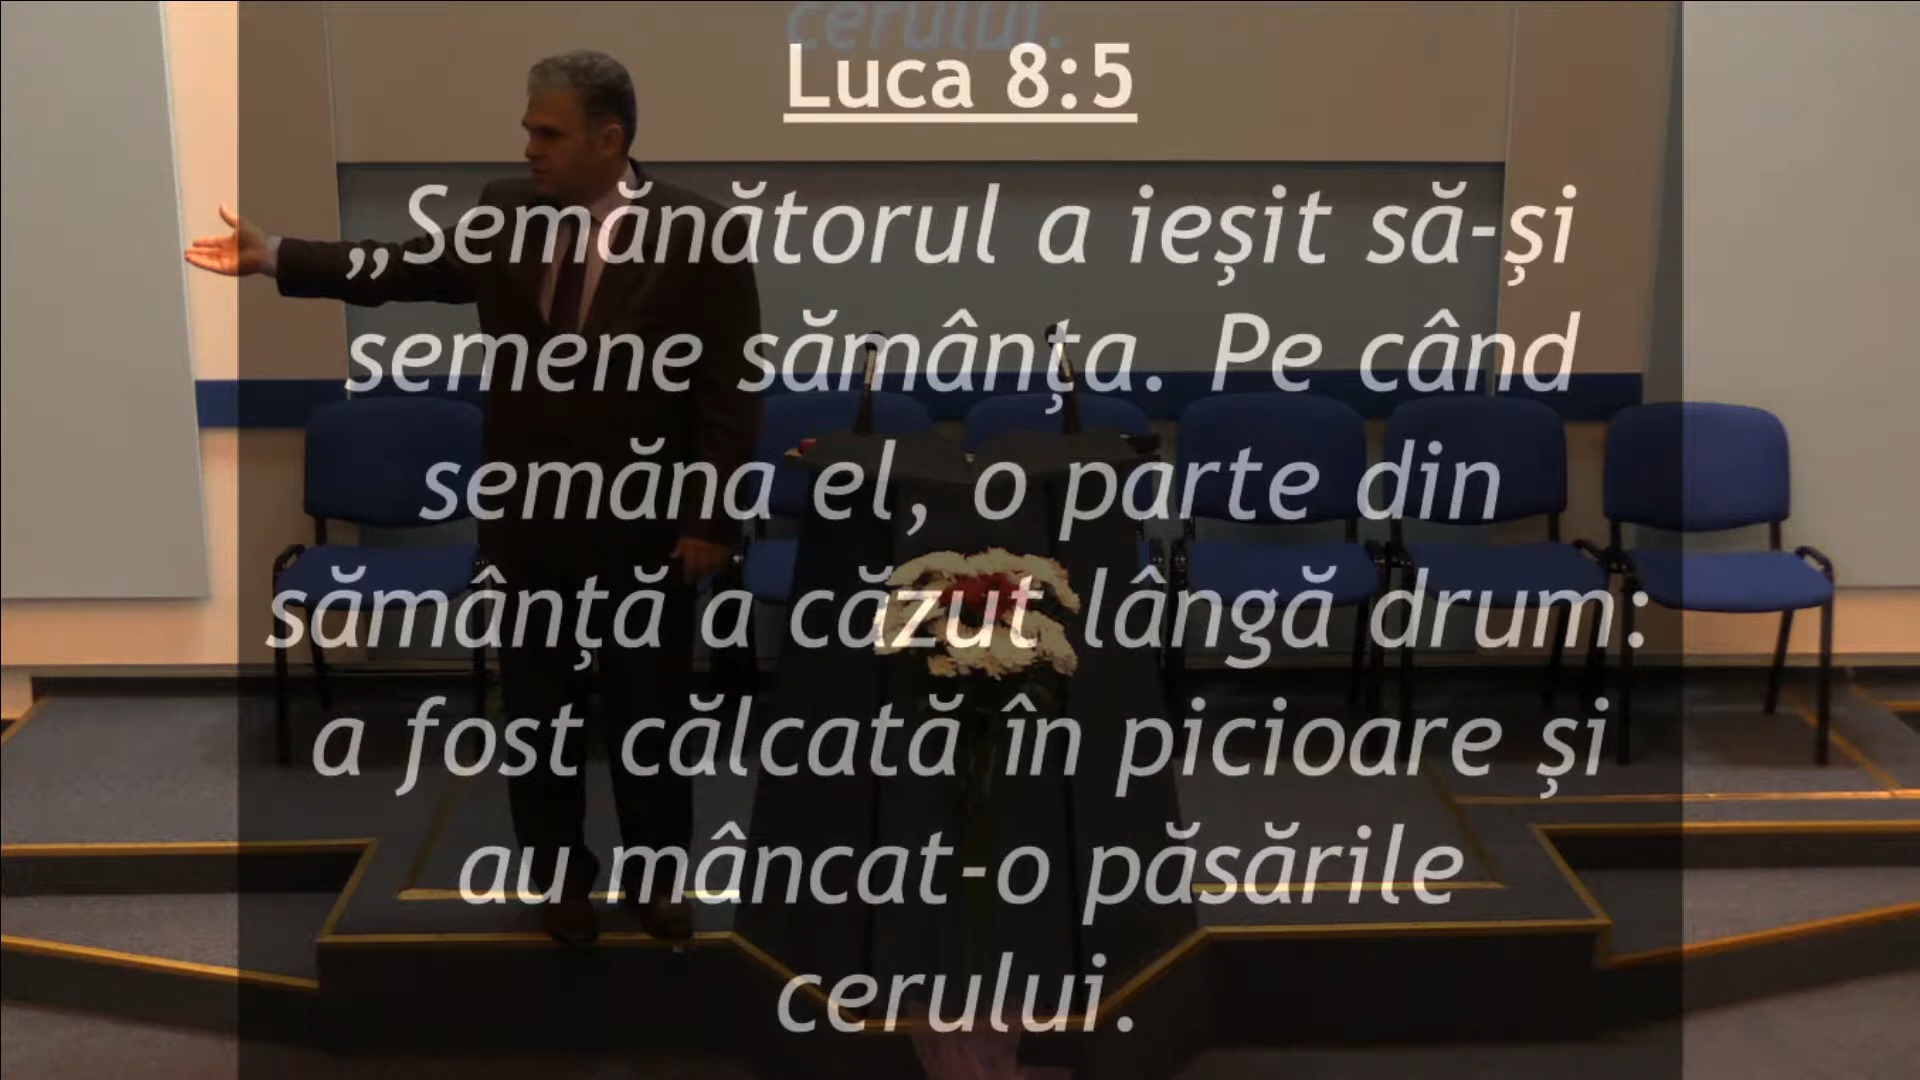 cerului.
Luca 8:5
„Semănătorul a ieșit să-și
semene sămânța. Pe când
semăna el, o parte din
sămânță a căzut lângă drum:
a fost călcată în picioare și
au mâncat-o păsările
cerului.